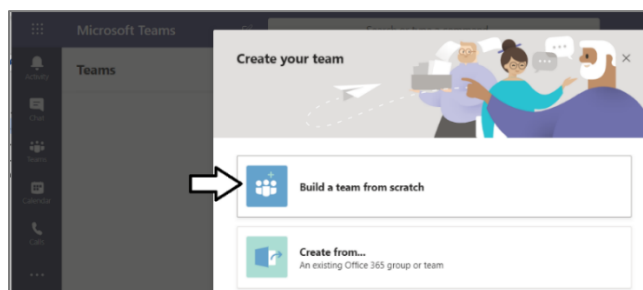 Microsoft Teams
Create your team
Teams
Activity
Chat
Teams
Calendar
Calls
Build a team from scratch
Create from...
An existing Office 365 group or team